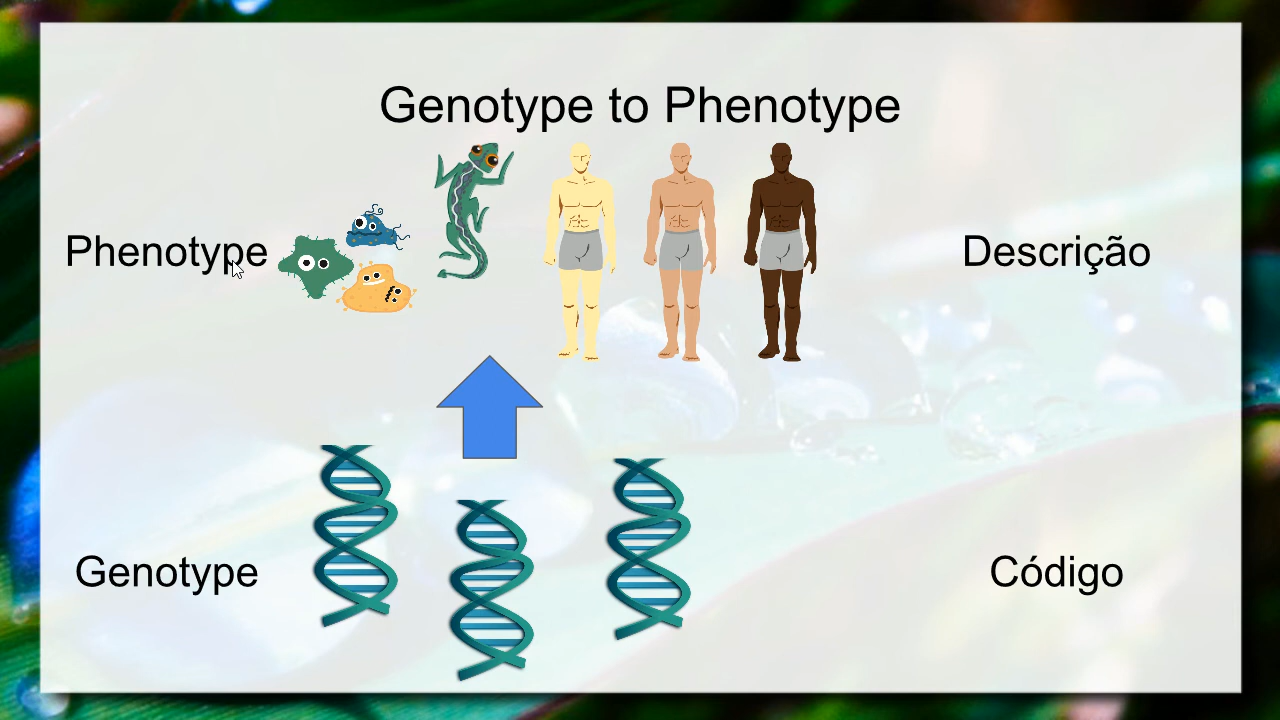 Genotype to Phenotype
Phenotype
Descrição
Genotype
Código